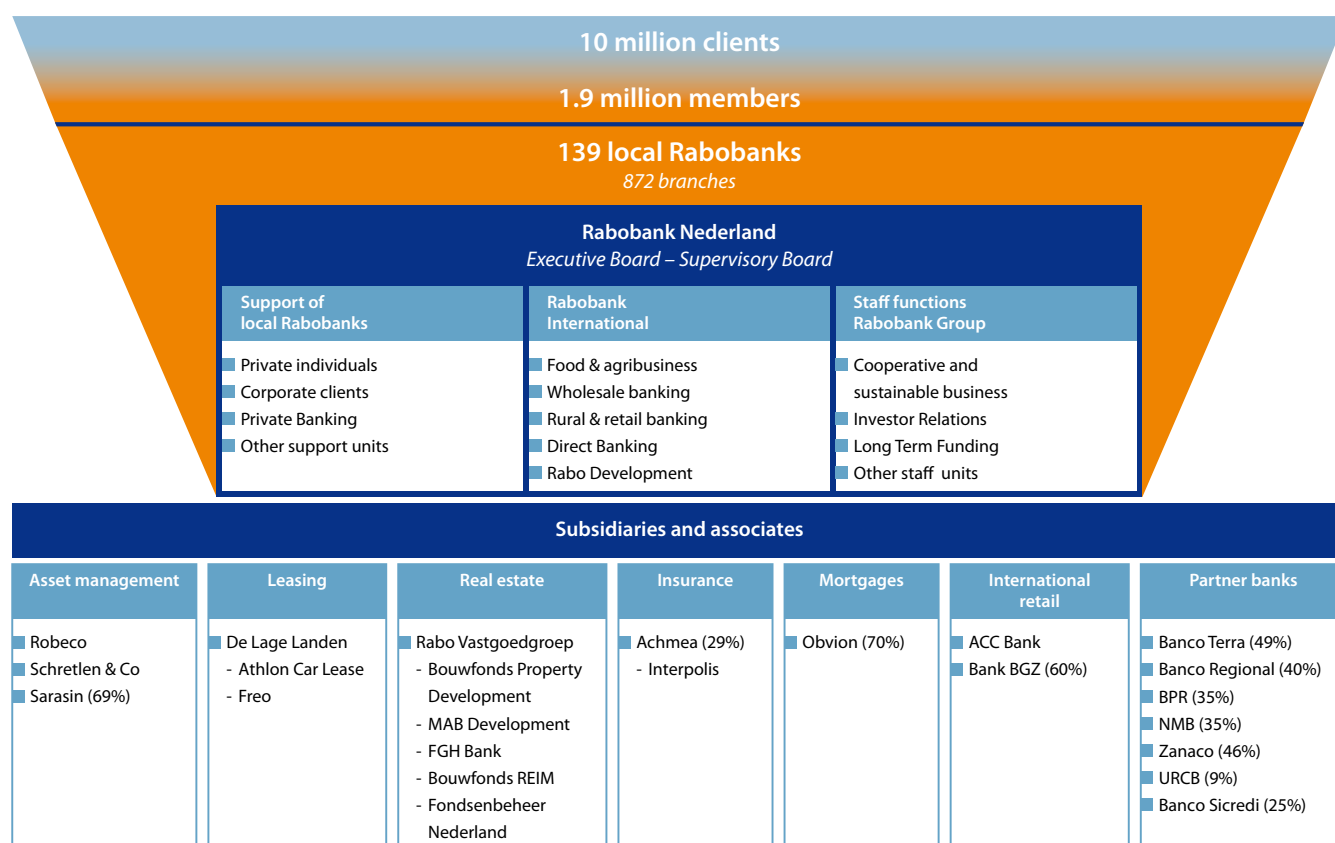 10 million clients
1.9 million members
139 local Rabobanks
872 branches
Rabobank Nederland
Executive Board – Supervisory Board
Support of
local Rabobanks
Private individuals
Corporate clients
Private Banking
Other support units
Rabobank
International
Food & agribusiness
Wholesale banking
Rural & retail banking
Direct Banking
Rabo Development
Staff functions
Rabobank Group
Cooperative and
sustainable business
Investor Relations
Long Term Funding
Other staff units
Subsidiaries and associates
Asset management
Robeco
Schretlen & Co
Sarasin (69%)
Leasing
De Lage Landen
- Athlon Car Lease
- Freo
Real estate
Rabo Vastgoedgroep
- Bouwfonds Property
Development
- MAB Development
- FGH Bank
- Bouwfonds REIM
- Fondsenbeheer
Nederland
Insurance
Achmea (29%)
- Interpolis
Mortgages
Obvion (70%)
International
retail
ACC Bank
Bank BGZ (60%)
Partner banks
Banco Terra (49%)
Banco Regional (40%)
BPR (35%)
NMB (35%)
Zanaco (46%)
URCB (9%)
Banco Sicredi (25%)